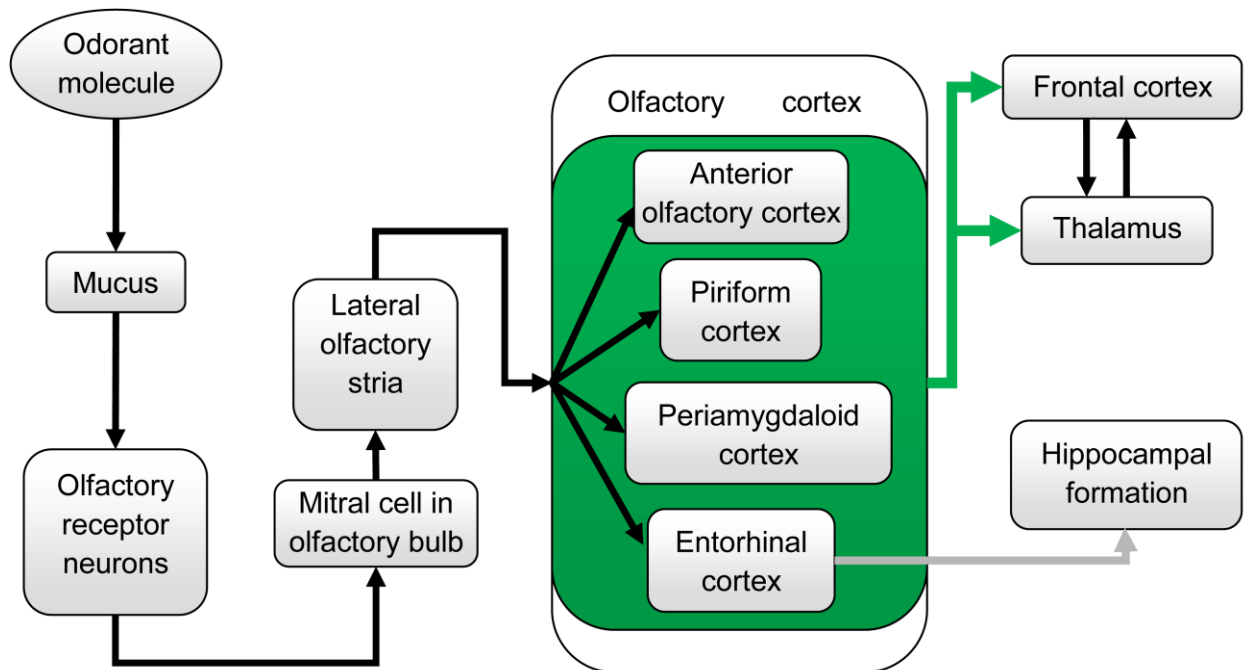 Odorant
molecule
Mucus
Olfactory
receptor
neurons
Mitral cell in
olfactory bulb
Lateral
olfactory
stria
Olfactory cortex
Anterior
olfactory cortex
Piriform
cortex
Periamygdaloid
cortex
Entorhinal
cortex
Frontal cortex
Thalamus
Hippocampal
formation